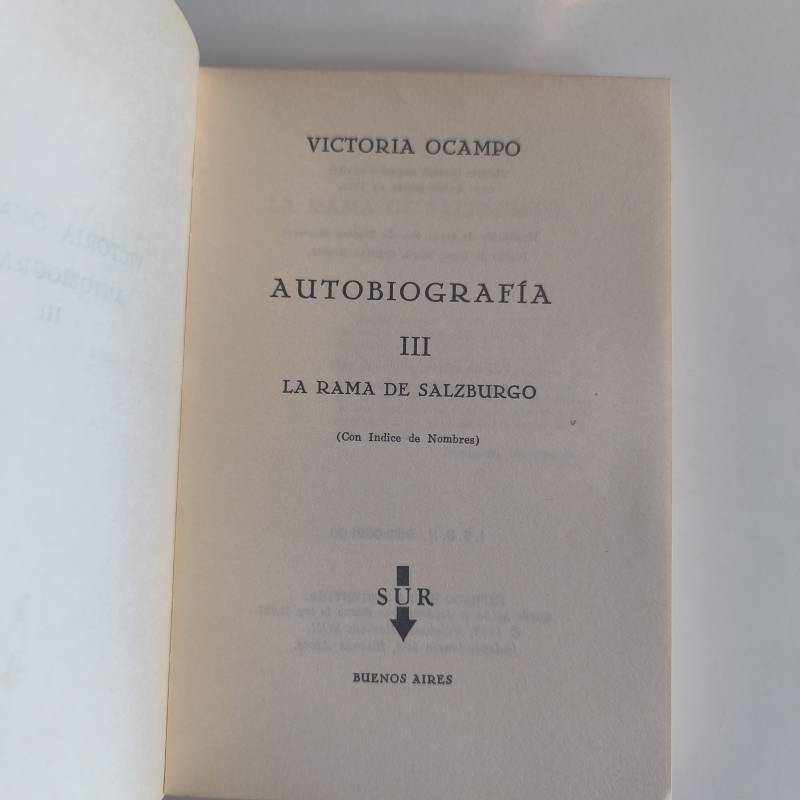 VICTORIA OCAMPO
AUTOBIOGRAFÍA
III
LA RAMA DE SALZBURGO
(Con Indice de Nombres)
SUR
BUENOS AIRES